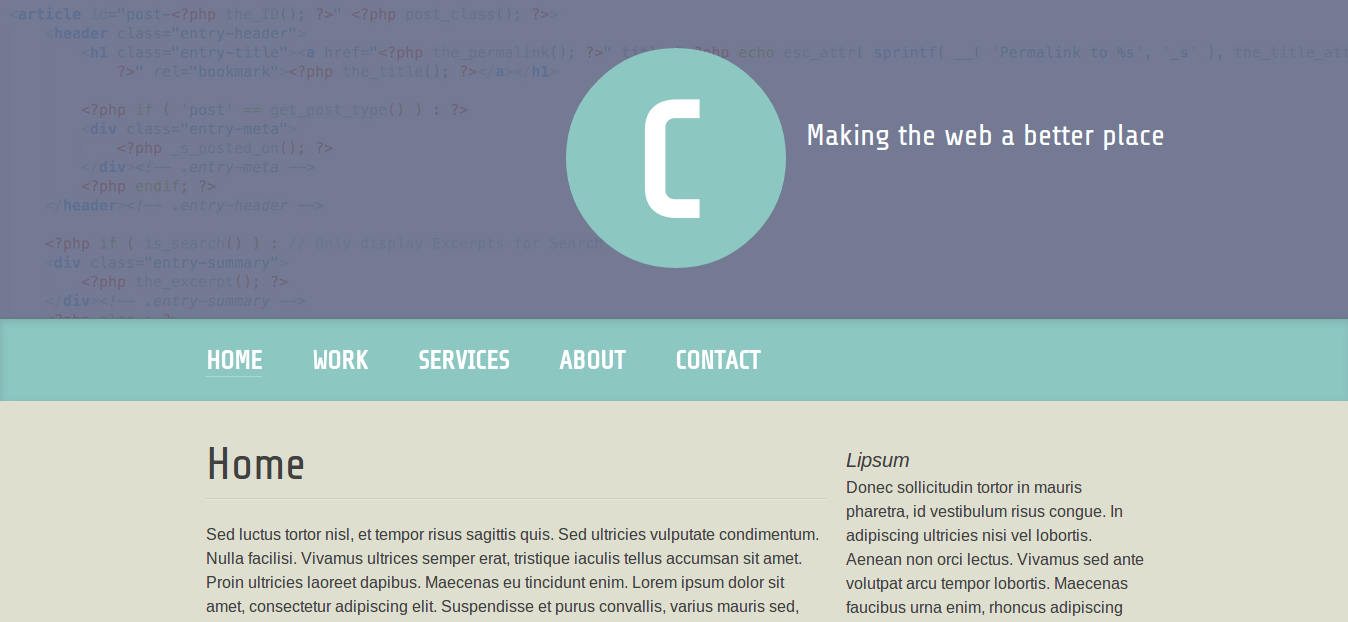 <article id="post-<?php the_ID(); ?>" <?php post_class(); ?>>
<header class="entry-header">
<h1 class="entry-title"><a href="<?php the_permalink(); ?>" php echo esc_attr( sprintf( __( 'Permalink to %s', '_s' ), the_title_att
?>" rel="bookmark"><?php the_title(); ?></a></h1>
<?php if ( 'post' == get_post_type() ) : ?>
<div class="entry-meta">
<?php _s_posted_on(); ?>
</div><!-- .entry-meta -->
<?php endif; ?>
</header><!-- .entry-header -->
<?php if ( is_search() ) : // Only display Excerpts for Search
<div class="entry-summary">
<?php the_excerpt(); ?>
</div><!-- .entry-summary -->
C
Making the web a better place
HOME WORK SERVICES ABOUT CONTACT
Home
Sed luctus tortor nisl, et tempor risus sagittis quis. Sed ultricies vulputate condimentum.
Nulla facilisi. Vivamus ultrices semper erat, tristique iaculis tellus accumsan sit amet.
Proin ultricies laoreet dapibus. Maecenas eu tincidunt enim. Lorem ipsum dolor sit
amet, consectetur adipiscing elit. Suspendisse et purus convallis, varius mauris sed,
Lipsum
Donec sollicitudin tortor in mauris
pharetra, id vestibulum risus congue. In
adipiscing ultricies nisi vel lobortis.
Aenean non orci lectus. Vivamus sed ante
volutpat arcu tempor lobortis. Maecenas
faucibus urna enim, rhoncus adipiscing